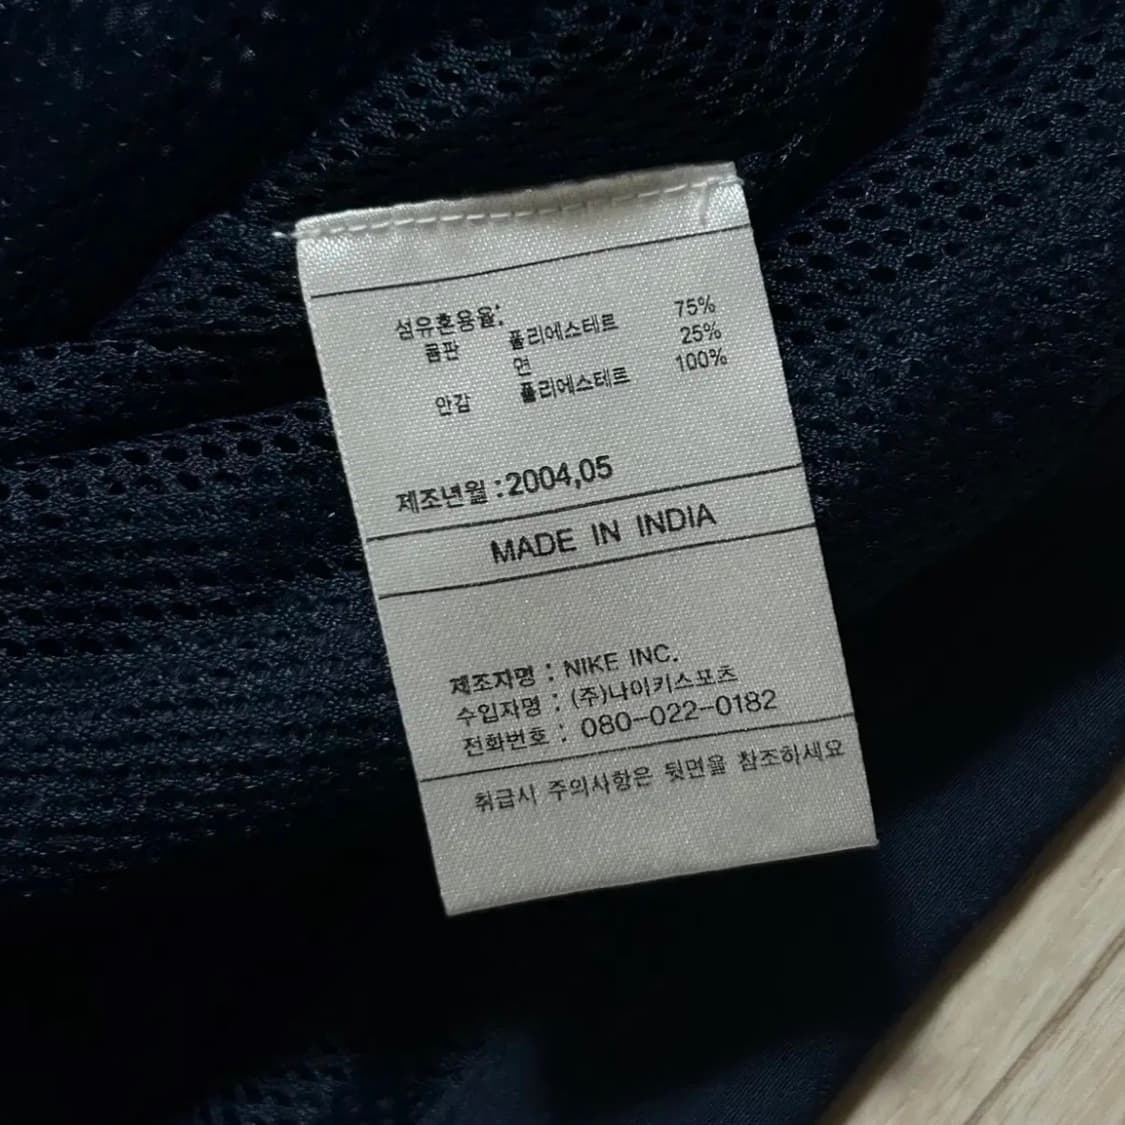 섬유혼용율:
몸판 폴리에스테르 75%
면 25%
안감 폴리에스테르 100%
제조년월 : 2004,05
MADE IN INDIA
제조자명 : NIKE INC.
수입자명 : (주)나이키스포츠
전화번호 : 080-022-0182
취급시 주의사항은 뒷면을 참조하세요